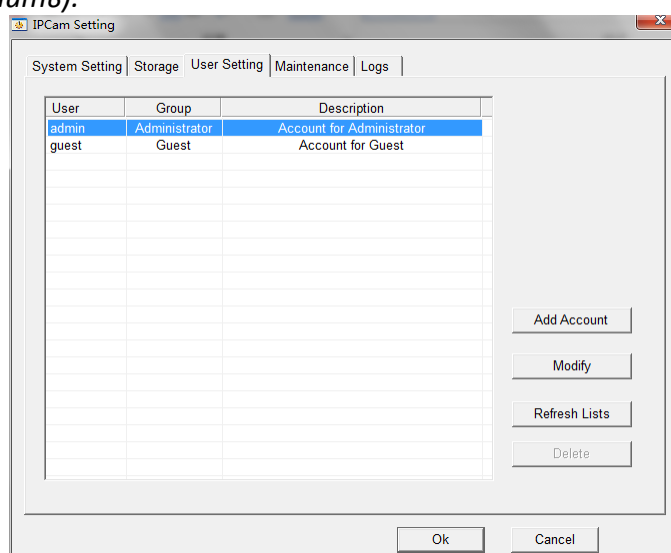 IPCam Setting
System Setting Storage User Setting Maintenance Logs
User Group Description
admin Administrator Account for Administrator
guest Guest Account for Guest
Add Account
Modify
Refresh Lists
Delete
Ok Cancel